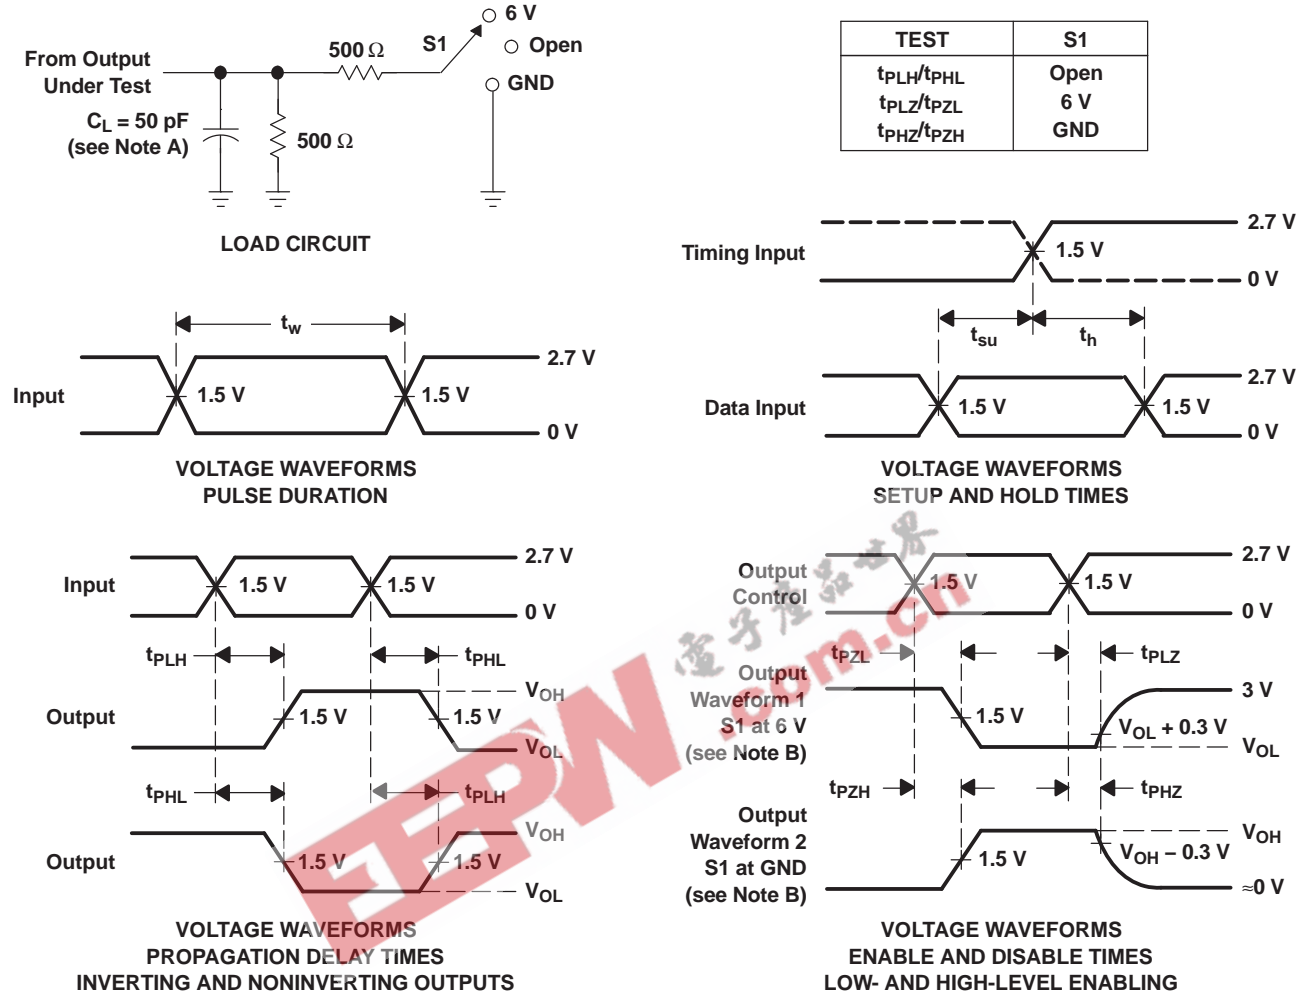 6 V
S1
Open
500 Ω
GND
From Output
Under Test
CL = 50 pF
(see Note A)
500 Ω
LOAD CIRCUIT
TEST S1
tPLH/tPHL Open
tPLZ/tPZL 6 V
tPHZ/tPZH GND
Timing Input
2.7 V
1.5 V
0 V
tsu
th
Data Input
2.7 V
1.5 V
1.5 V
0 V
VOLTAGE WAVEFORMS
SETUP AND HOLD TIMES
tw
Input
2.7 V
1.5 V
1.5 V
0 V
VOLTAGE WAVEFORMS
PULSE DURATION
Input
2.7 V
1.5 V
1.5 V
0 V
tPLH
tPHL
Output
VOH
1.5 V
1.5 V
VOL
tPHL
tPLH
Output
VOH
1.5 V
1.5 V
VOL
VOLTAGE WAVEFORMS
PROPAGATION DELAY TIMES
INVERTING AND NONINVERTING OUTPUTS
Output
Control
2.7 V
1.5 V
1.5 V
0 V
tPZL
tPLZ
Output
Waveform 1
S1 at 6 V
(see Note B)
3 V
1.5 V
VOL + 0.3 V
VOL
tPZH
tPHZ
Output
Waveform 2
S1 at GND
(see Note B)
VOH
1.5 V
VOH − 0.3 V
≈0 V
VOLTAGE WAVEFORMS
ENABLE AND DISABLE TIMES
LOW- AND HIGH-LEVEL ENABLING
EEPW
.com.cn
電子產品世界